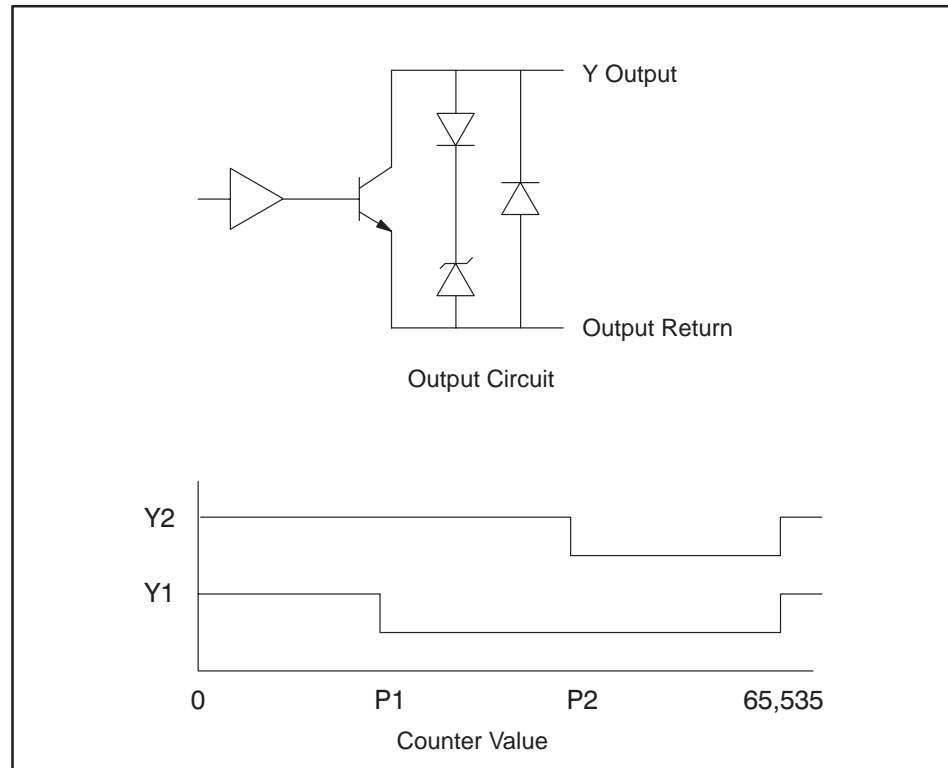 Y Output
Output Return
Output Circuit
Y2
Y1
0 P1 P2 65,535
Counter Value